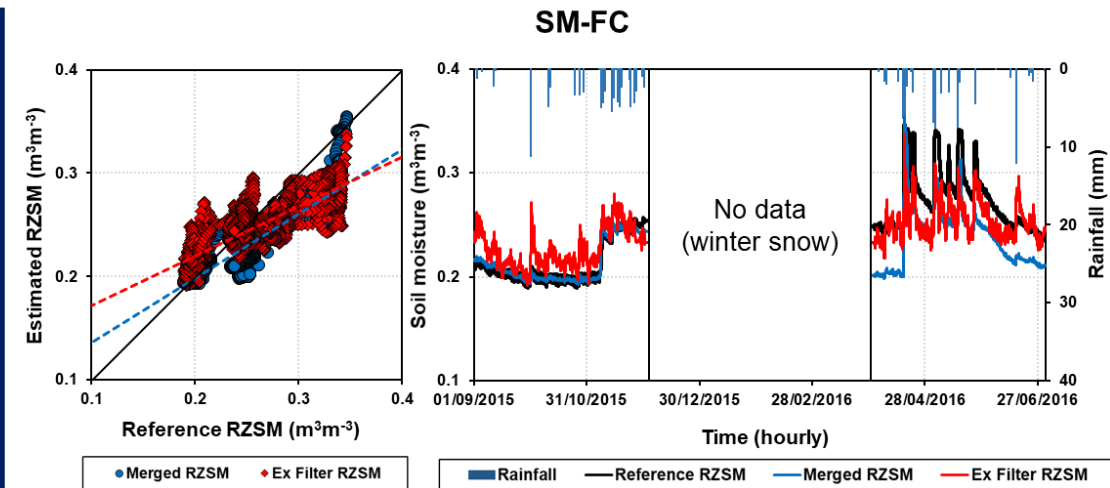 SM-FC
Estimated RZSM (m³m⁻³)
0.4
0.3
0.2
0.1
0.1 0.2 0.3 0.4
Reference RZSM (m³m⁻³)
Merged RZSM Ex Filter RZSM
Soil moisture (m³m⁻³)
0.4
0.3
0.2
0.1
No data
(winter snow)
0
10
20
30
40
Rainfall (mm)
01/09/2015 31/10/2015 30/12/2015 28/02/2016 28/04/2016 27/06/2016
Time (hourly)
Rainfall Reference RZSM Merged RZSM Ex Filter RZSM